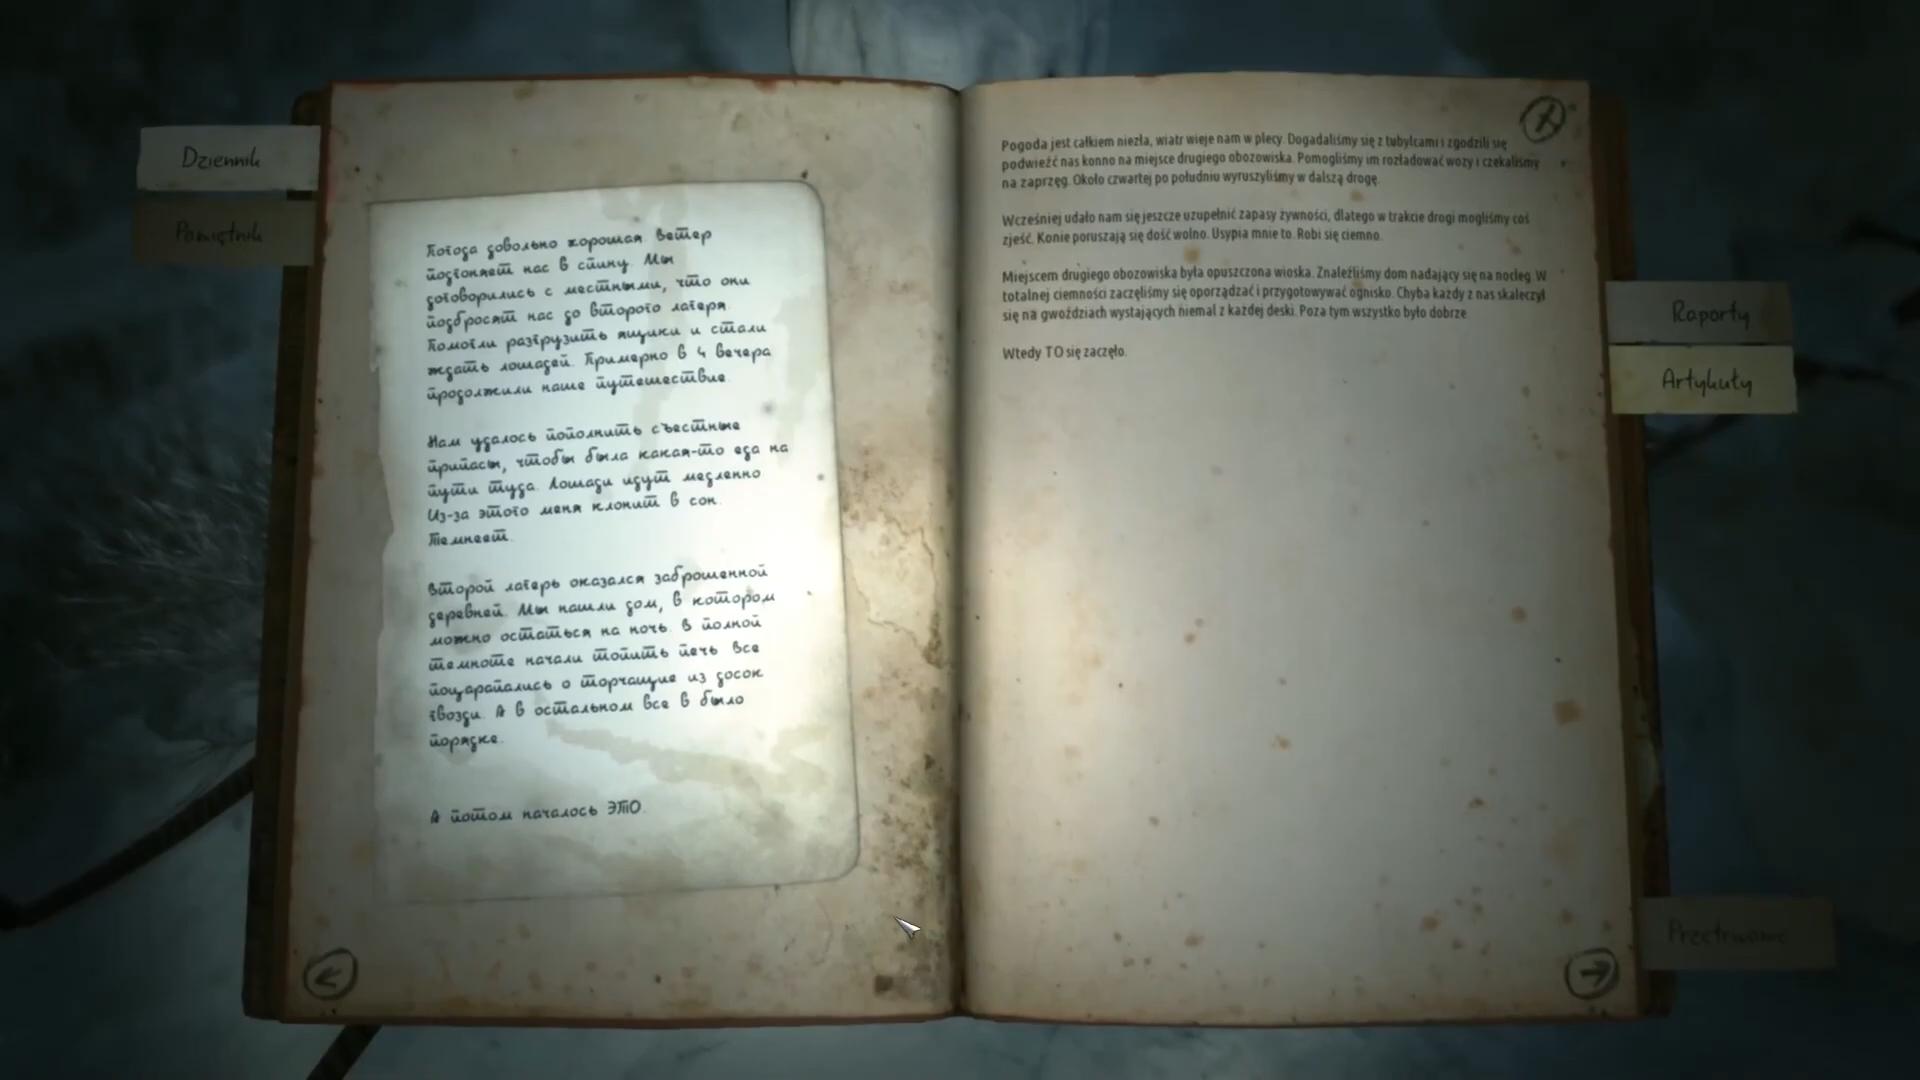 Dziennik
Pamiętnik
Погода довольно хорошая. Ветер
подгоняет нас в спину. Мы
договорились с местными, что они
подбросят нас до второго лагеря.
Помогли разгрузить ящики и стали
ждать лошадей. Примерно в 4 вечера
продолжили наше путешествие.
Нам удалось пополнить съестные
припасы, чтобы была какая-то еда на
пути туда. Лошади идут медленно
Из-за этого меня клонит в сон.
Темнеет.
Второй лагерь оказался заброшенной
деревней. Мы нашли дом, в котором
можно остаться на ночь. В полной
темноте начали топить печь. Все
поцарапались о торчащие из досок
гвозди. А в остальном все в было
порядке.
А потом началось ЭТО.
Pogoda jest całkiem niezła, wiatr wieje nam w plecy. Dogadaliśmy się z tubylcami i zgodzili się
podwieźć nas konno na miejsce drugiego obozowiska. Pomogliśmy im rozładować wozy i czekaliśmy
na zaprzęg. Około czwartej po południu wyruszyliśmy w dalszą drogę.
Wcześniej udało nam się jeszcze uzupełnić zapasy żywności, dlatego w trakcie drogi mogliśmy coś
zjeść. Konie poruszają się dość wolno. Usypia mnie to. Robi się ciemno.
Miejscem drugiego obozowiska była opuszczona wioska. Znaleźliśmy dom nadający się na nocleg. W
totalnej ciemności zaczęliśmy się oporządzać i przygotowywać ognisko. Chyba każdy z nas skaleczył
się na gwoździach wystających niemal z każdej deski. Poza tym wszystko było dobrze.
Wtedy TO się zaczęło.
Raporty
Artykuły
Przetrwanie